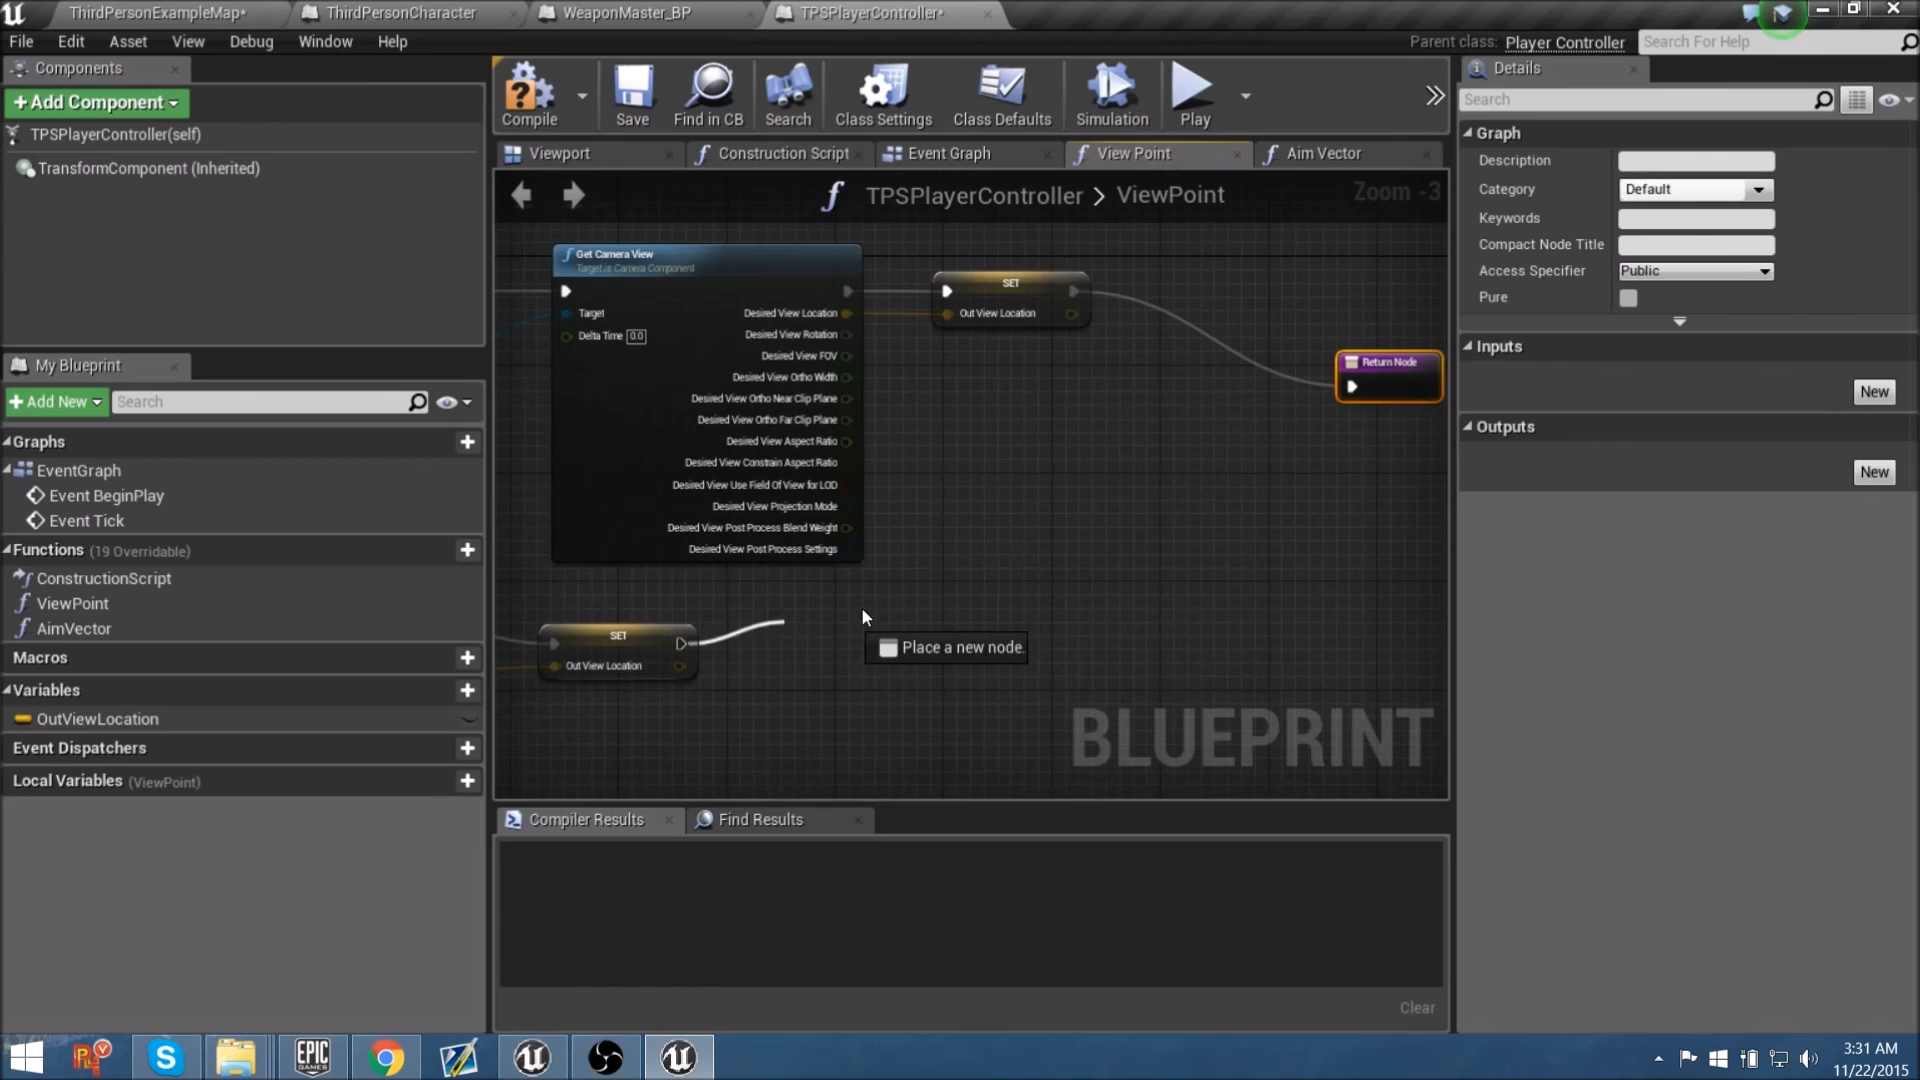 ThirdPersonExampleMap*
ThirdPersonCharacter
WeaponMaster_BP
TPSPlayerController*
File Edit Asset View Debug Window Help
Parent class: Player Controller
Search For Help
Components
+ Add Component
TPSPlayerController(self)
TransformComponent (Inherited)
My Blueprint
+ Add New
Search
Graphs
EventGraph
Event BeginPlay
Event Tick
Functions (19 Overridable)
ConstructionScript
ViewPoint
AimVector
Macros
Variables
OutViewLocation
Event Dispatchers
Local Variables (ViewPoint)
Compile
Save
Find in CB
Search
Class Settings
Class Defaults
Simulation
Play
Viewport
Construction Script
Event Graph
View Point
Aim Vector
TPSPlayerController > ViewPoint
Zoom -3
Get Camera View
Target is Camera Component
Target
Delta Time 0.0
Desired View Location
Desired View Rotation
Desired View FOV
Desired View Ortho Width
Desired View Ortho Near Clip Plane
Desired View Ortho Far Clip Plane
Desired View Aspect Ratio
Desired View Constrain Aspect Ratio
Desired View Use Field Of View for LOD
Desired View Projection Mode
Desired View Post Process Blend Weight
Desired View Post Process Settings
SET
Out View Location
Return Node
SET
Out View Location
Place a new node.
BLUEPRINT
Compiler Results
Find Results
Clear
Details
Search
Graph
Description
Category Default
Keywords
Compact Node Title
Access Specifier Public
Pure
Inputs
New
Outputs
New
EPIC
GAMES
3:31 AM
11/22/2015